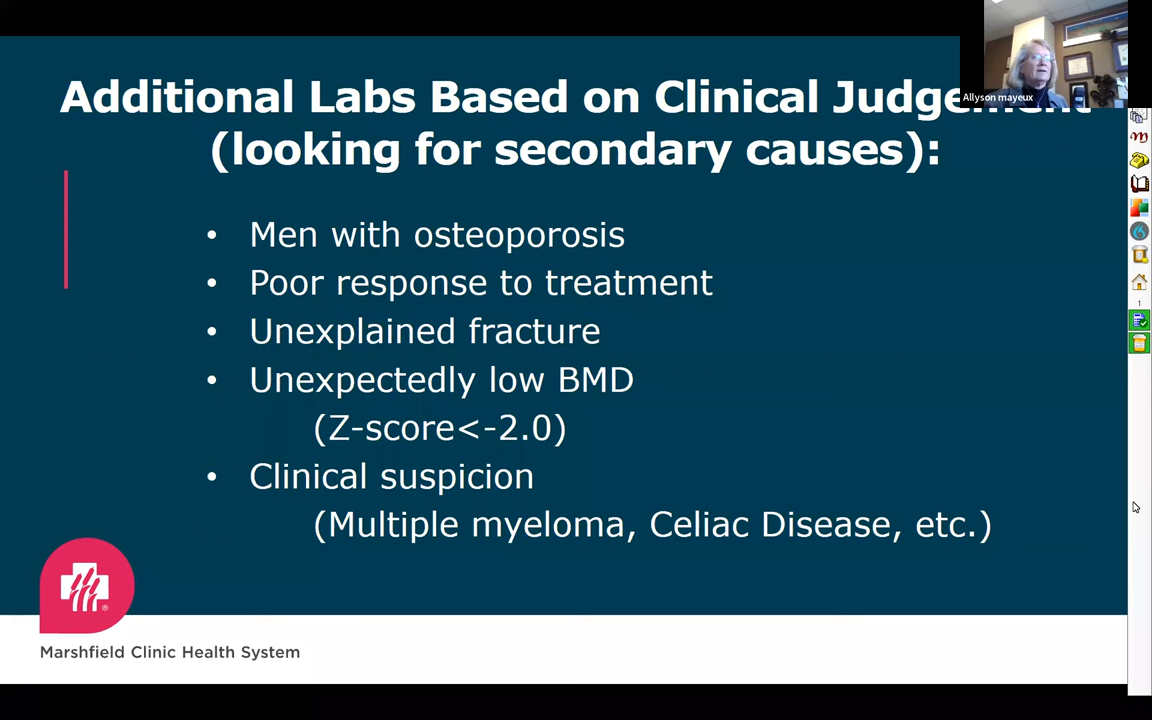 Additional Labs Based on Clinical Judgement
(looking for secondary causes):
Allyson mayeux
• Men with osteoporosis
• Poor response to treatment
• Unexplained fracture
• Unexpectedly low BMD
(Z-score<-2.0)
• Clinical suspicion
(Multiple myeloma, Celiac Disease, etc.)
1
®
Marshfield Clinic Health System